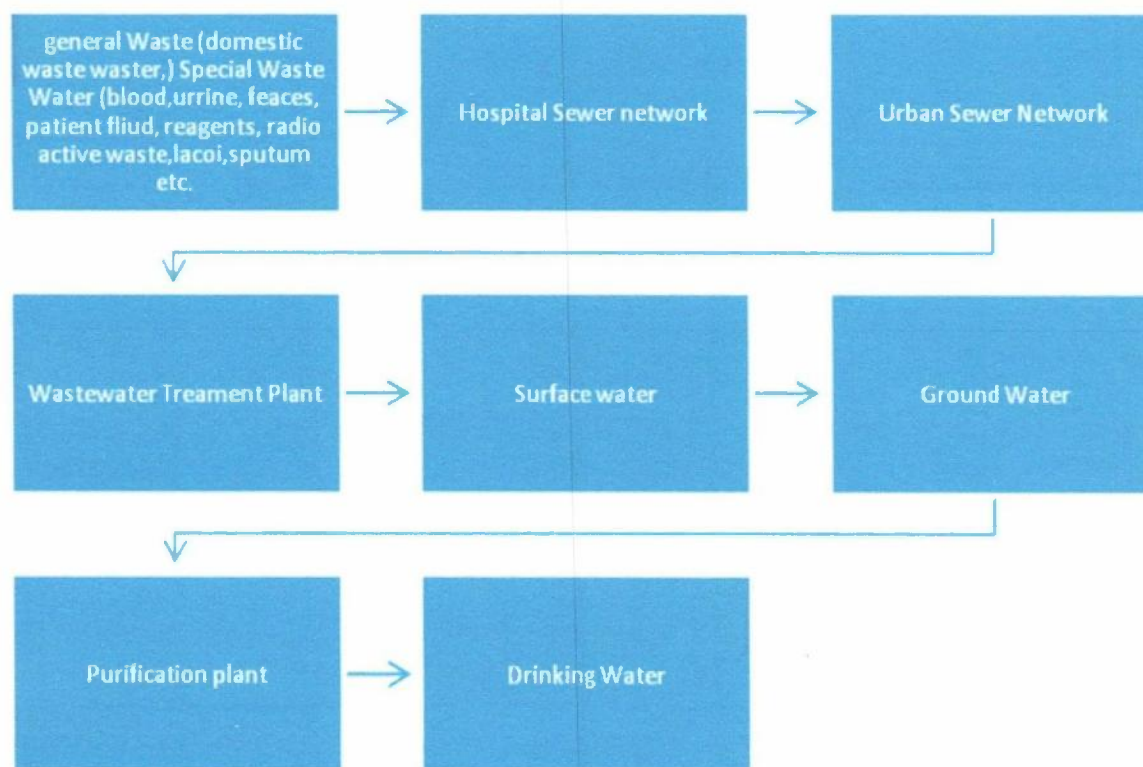 general Waste (domestic
waste waster,) Special Waste
Water (blood,urrine, feaces,
patient fliud, reagents, radio
active waste,lacoi,sputum
etc.
Hospital Sewer network
Urban Sewer Network
Wastewater Treament Plant
Surface water
Ground Water
Purification plant
Drinking Water